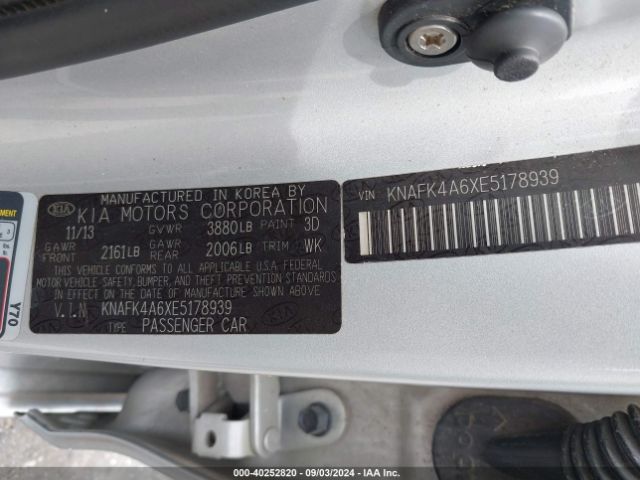 MANUFACTURED IN KOREA BY
KIA KIA MOTORS CORPORATION
11/13 GVWR 3880LB PAINT 3D
GAWR FRONT 2161LB GAWR REAR 2006LB TRIM WK
THIS VEHICLE CONFORMS TO ALL APPLICABLE U.S.A. FEDERAL
MOTOR VEHICLE SAFETY, BUMPER, AND THEFT PREVENTION STANDARDS
IN EFFECT ON THE DATE OF MANUFACTURE SHOWN ABOVE.
V.I.N KNAFK4A6XE5178939
TYPE PASSENGER CAR
VIN KNAFK4A6XE5178939
Y70
000-40252820 - 09/03/2024 - IAA Inc.